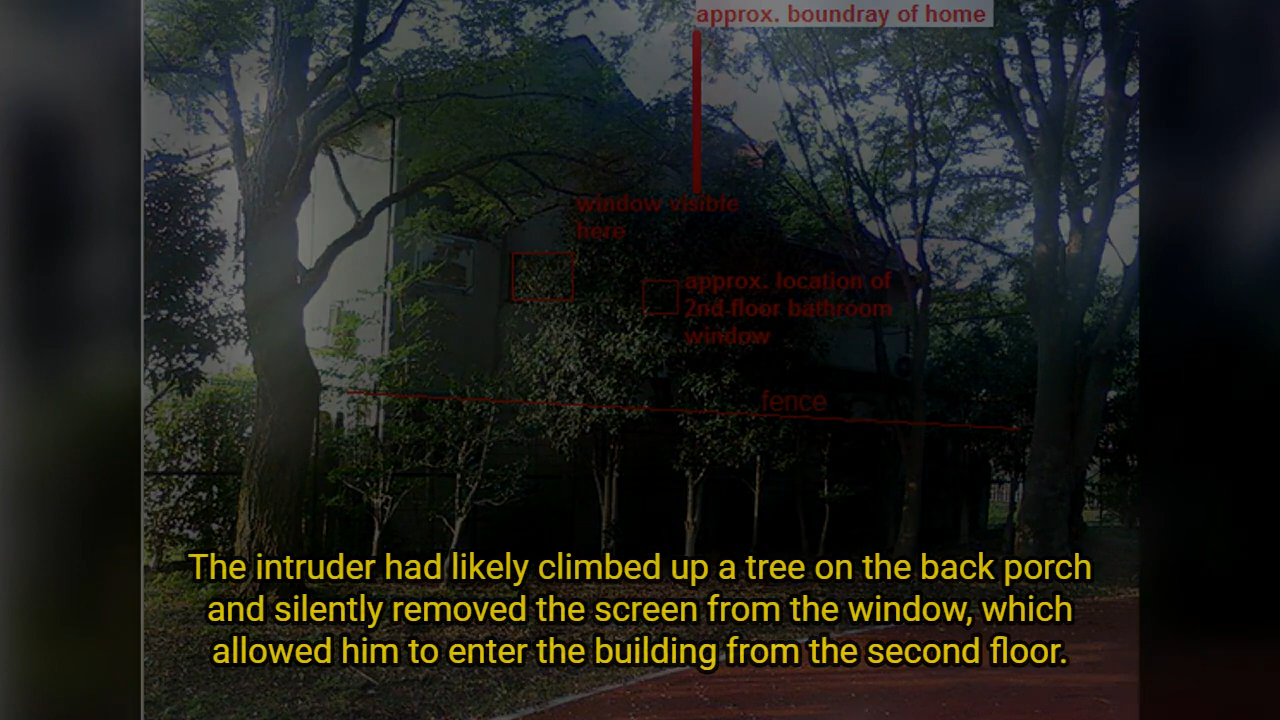 approx. boundray of home
window visible
here
approx. location of
2nd-floor bathroom
window
fence
The intruder had likely climbed up a tree on the back porch
and silently removed the screen from the window, which
allowed him to enter the building from the second floor.